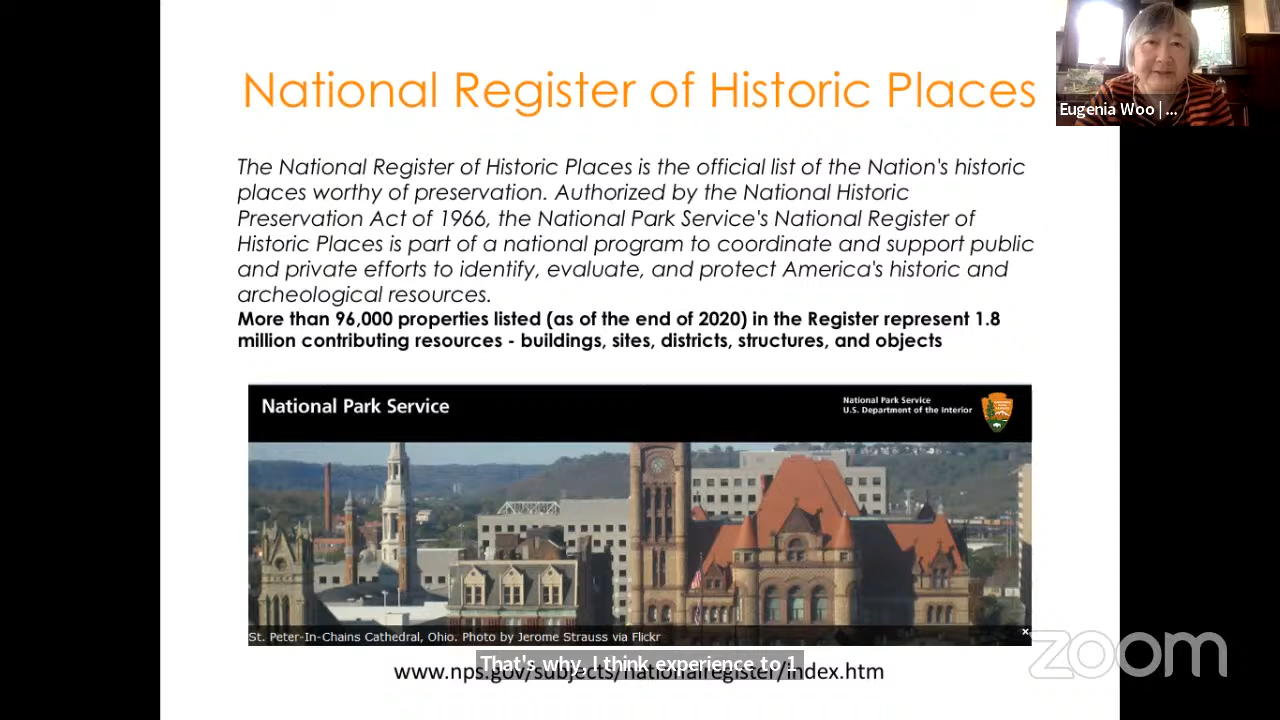 National Register of Historic Places
Eugenia Woo | ...
The National Register of Historic Places is the official list of the Nation's historic
places worthy of preservation. Authorized by the National Historic
Preservation Act of 1966, the National Park Service's National Register of
Historic Places is part of a national program to coordinate and support public
and private efforts to identify, evaluate, and protect America's historic and
archeological resources.
More than 96,000 properties listed (as of the end of 2020) in the Register represent 1.8
million contributing resources - buildings, sites, districts, structures, and objects
National Park Service
National Park Service
U.S. Department of the Interior
St. Peter-In-Chains Cathedral, Ohio. Photo by Jerome Strauss via Flickr
That's why, I think experience to 1
www.nps.gov/subjects/nationalregister/index.htm
zoom